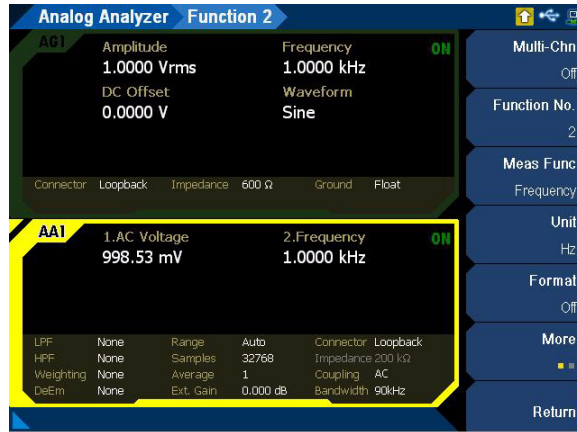 Analog Analyzer Function 2
AG1 Amplitude Frequency ON
1.0000 Vrms 1.0000 kHz
DC Offset Waveform
0.0000 V Sine
Connector Loopback Impedance 600 Ω Ground Float
AA1 1.AC Voltage 2.Frequency ON
998.53 mV 1.0000 kHz
LPF None Range Auto Connector Loopback
HPF None Samples 32768 Impedance 200 kΩ
Weighting None Average 1 Coupling AC
DeEm None Ext. Gain 0.000 dB Bandwidth 90kHz
Multi-Chn
Off
Function No.
2
Meas Func
Frequency
Unit
Hz
Format
Off
More
Return